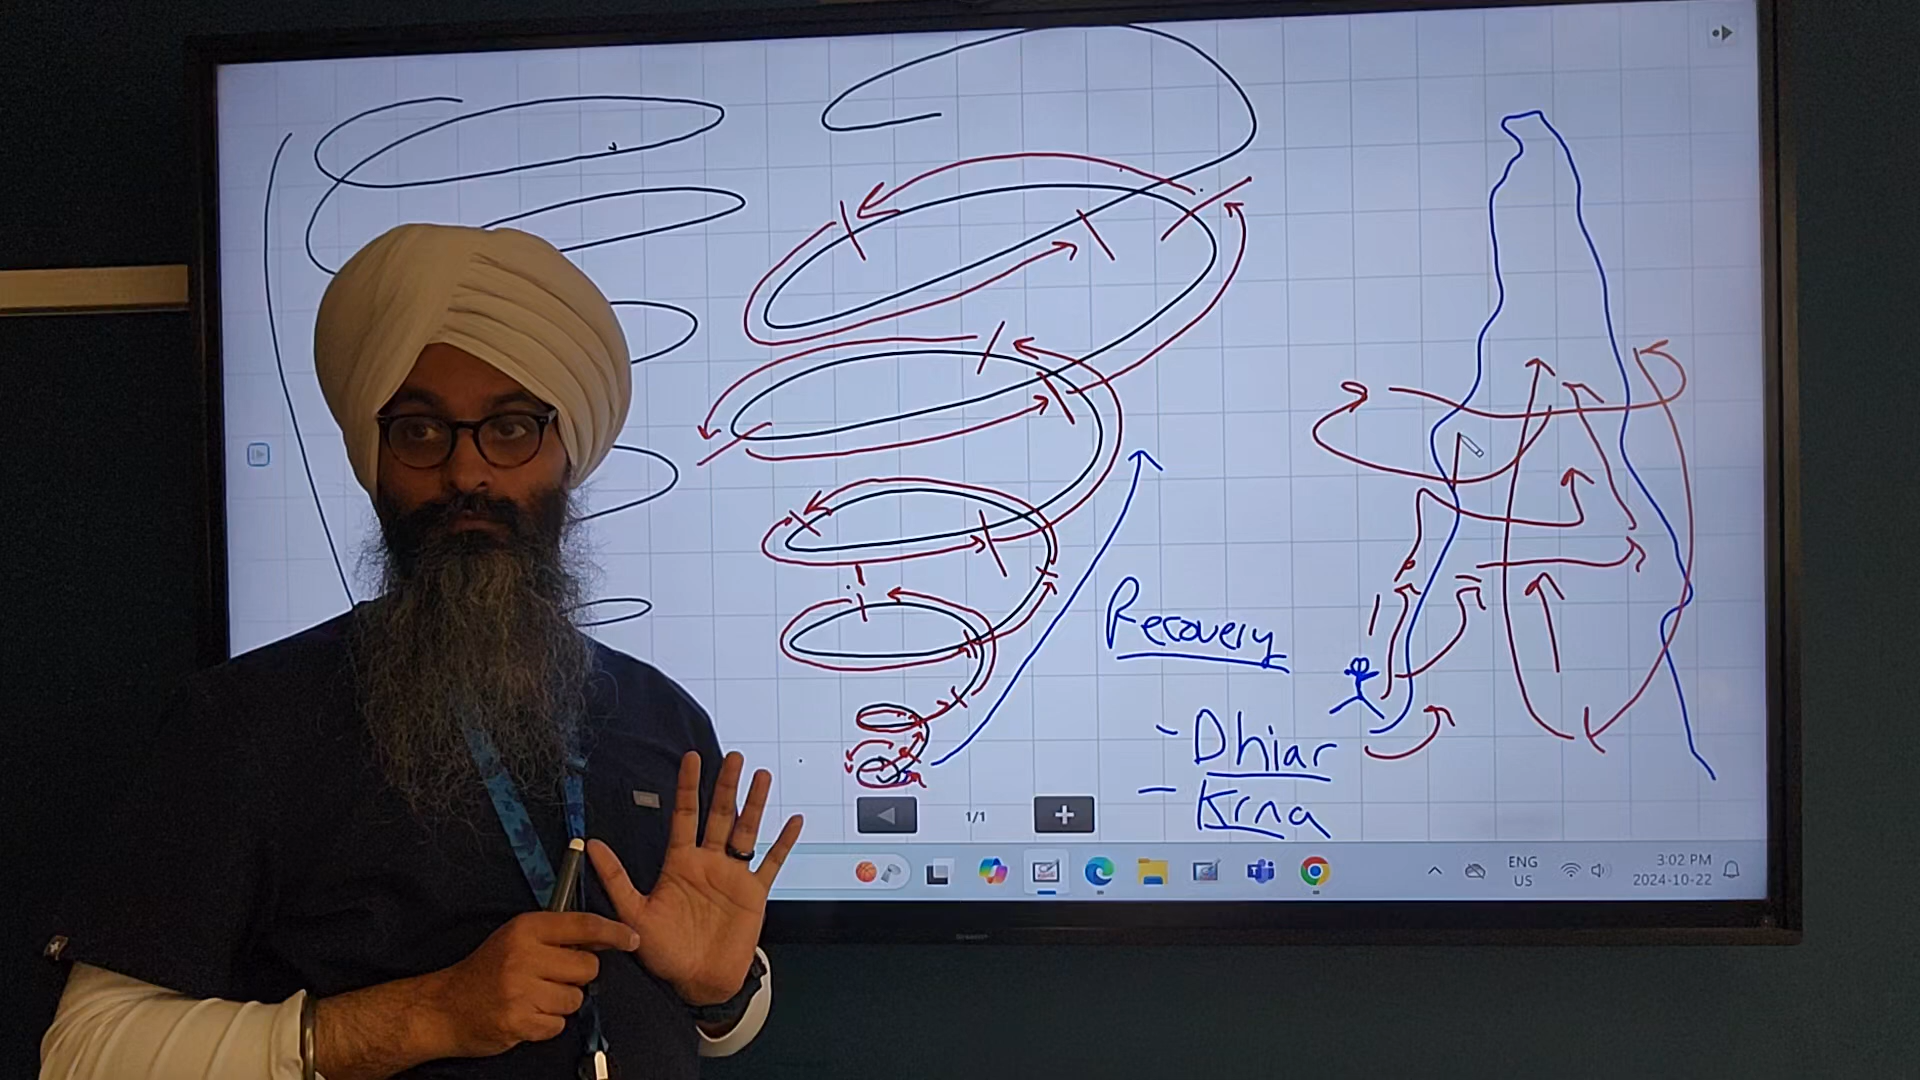 Recovery
- Dhiar
- Krna
1/1
ENG
US
3:02 PM
2024-10-22